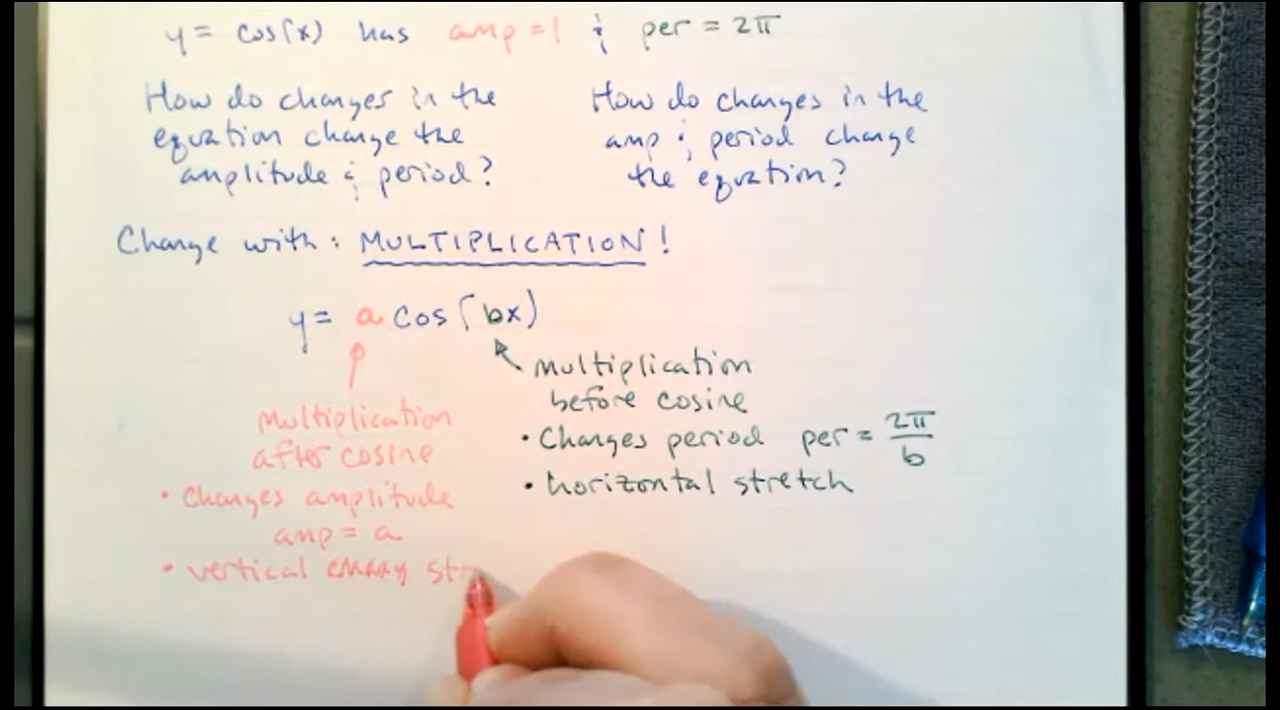 y = cos(x) has amp = 1 & per = 2π
How do changes in the
equation change the
amplitude & period?
How do changes in the
amp & period change
the equation?
Change with: MULTIPLICATION!
y = a cos(bx)
Multiplication
before cosine
• Changes period per = 2π/b
• horizontal stretch
Multiplication
after cosine
• Changes amplitude
amp = a
• vertical st